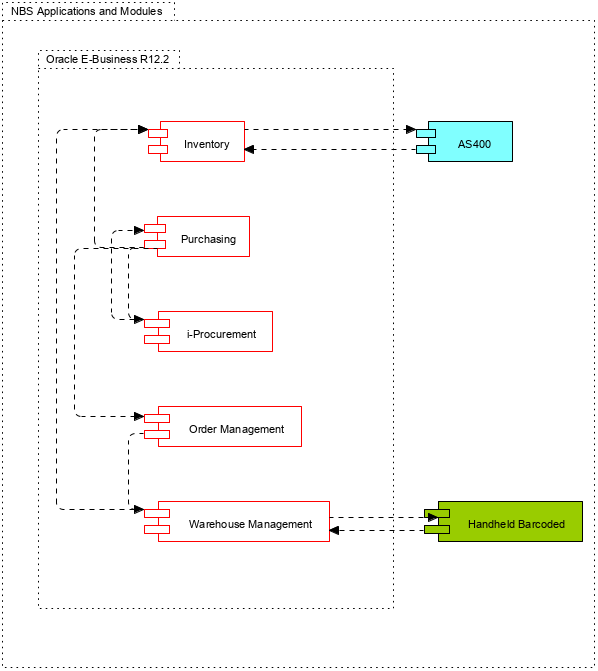 NBS Applications and Modules
Oracle E-Business R12.2
Inventory
AS400
Purchasing
i-Procurement
Order Management
Warehouse Management
Handheld Barcoded